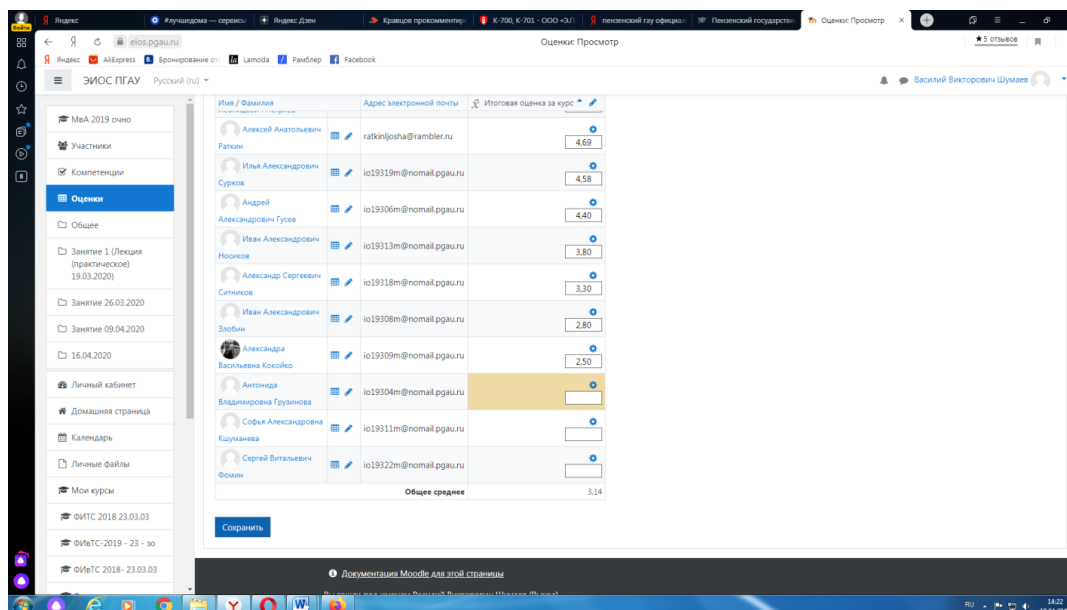 Войти
Яндекс
#лучшедома — сервисы
Яндекс Дзен
Кравцов прокомментиро
К-700, К-701 - ООО «Э.П.
пензенский гау официал
Пензенский государстве
Оценки: Просмотр
eios.pgau.ru
Оценки: Просмотр
★ 5 отзывов
Яндекс AliExpress Бронирование от Lamoda Рамблер Facebook
ЭИОС ПГАУ Русский (ru)
Василий Викторович Шумаев
МвА 2019 очно
Участники
Компетенции
Оценки
Общее
Занятие 1 (Лекция
(практическое)
19.03.2020)
Занятие 26.03.2020
Занятие 09.04.2020
16.04.2020
Личный кабинет
Домашняя страница
Календарь
Личные файлы
Мои курсы
ФИТС 2018 23.03.03
ФИвТС-2019 - 23 - зо
ФИвТС 2018- 23.03.03
Имя / Фамилия Адрес электронной почты Итоговая оценка за курс
Алексей Анатольевич
Раткин
ratkinljosha@rambler.ru 4,69
Илья Александрович
Сурков
io19319m@nomail.pgau.ru 4,58
Андрей
Александрович Гусев
io19306m@nomail.pgau.ru 4,40
Иван Александрович
Носиков
io19313m@nomail.pgau.ru 3,80
Александр Сергеевич
Ситников
io19318m@nomail.pgau.ru 3,30
Иван Александрович
Злобин
io19308m@nomail.pgau.ru 2,80
Александра
Васильевна Кокойко
io19309m@nomail.pgau.ru 2,50
Антонида
Владимировна Грузинова
io19304m@nomail.pgau.ru
Софья Александровна
Кшуманева
io19311m@nomail.pgau.ru
Сергей Витальевич
Фомин
io19322m@nomail.pgau.ru
Общее среднее 3,14
Сохранить
Документация Moodle для этой страницы
RU 14:22